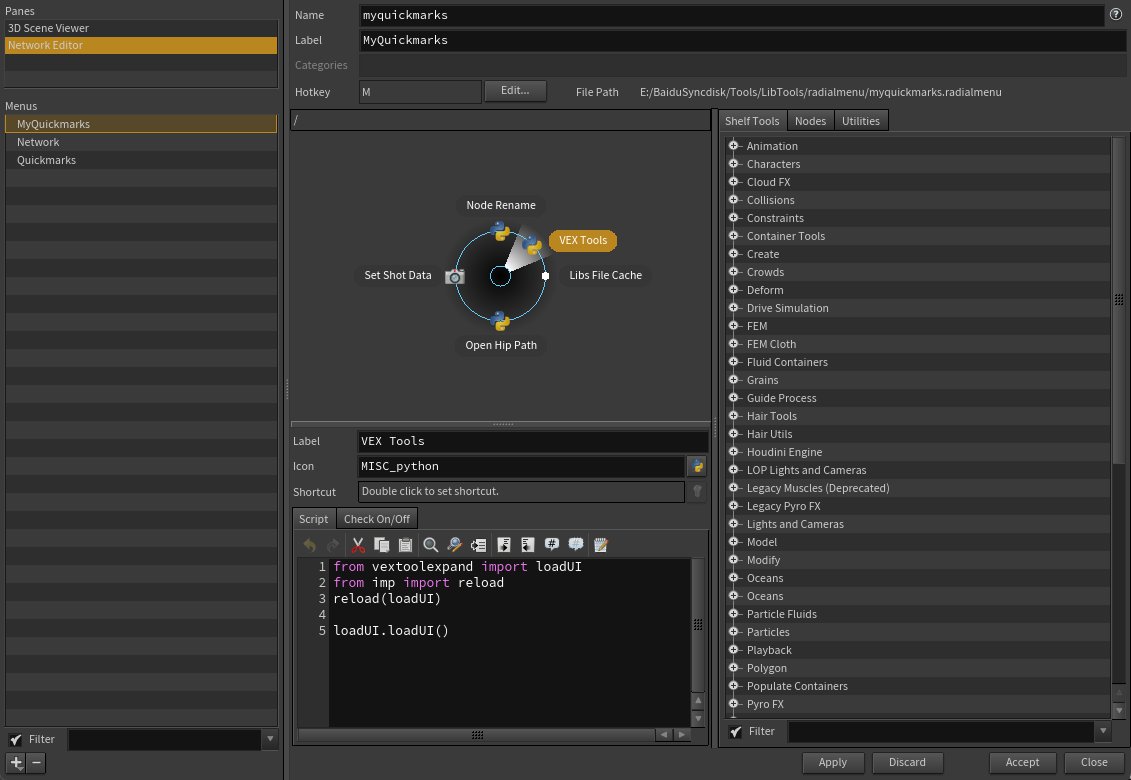 Panes
3D Scene Viewer
Network Editor
Menus
MyQuickmarks
Network
Quickmarks
Filter
Name
myquickmarks
Label
MyQuickmarks
Categories
Hotkey
M
Edit...
File Path
E:/BaiduSyncdisk/Tools/LibTools/radialmenu/myquickmarks.radialmenu
/
Node Rename
VEX Tools
Set Shot Data
Libs File Cache
Open Hip Path
Label
VEX Tools
Icon
MISC_python
Shortcut
Double click to set shortcut.
Script
Check On/Off
1 from vextoolexpand import loadUI
2 from imp import reload
3 reload(loadUI)
4
5 loadUI.loadUI()
Shelf Tools
Nodes
Utilities
Animation
Characters
Cloud FX
Collisions
Constraints
Container Tools
Create
Crowds
Deform
Drive Simulation
FEM
FEM Cloth
Fluid Containers
Grains
Guide Process
Hair Tools
Hair Utils
Houdini Engine
LOP Lights and Cameras
Legacy Muscles (Deprecated)
Legacy Pyro FX
Lights and Cameras
Model
Modify
Oceans
Oceans
Particle Fluids
Particles
Playback
Polygon
Populate Containers
Pyro FX
Filter
Apply
Discard
Accept
Close